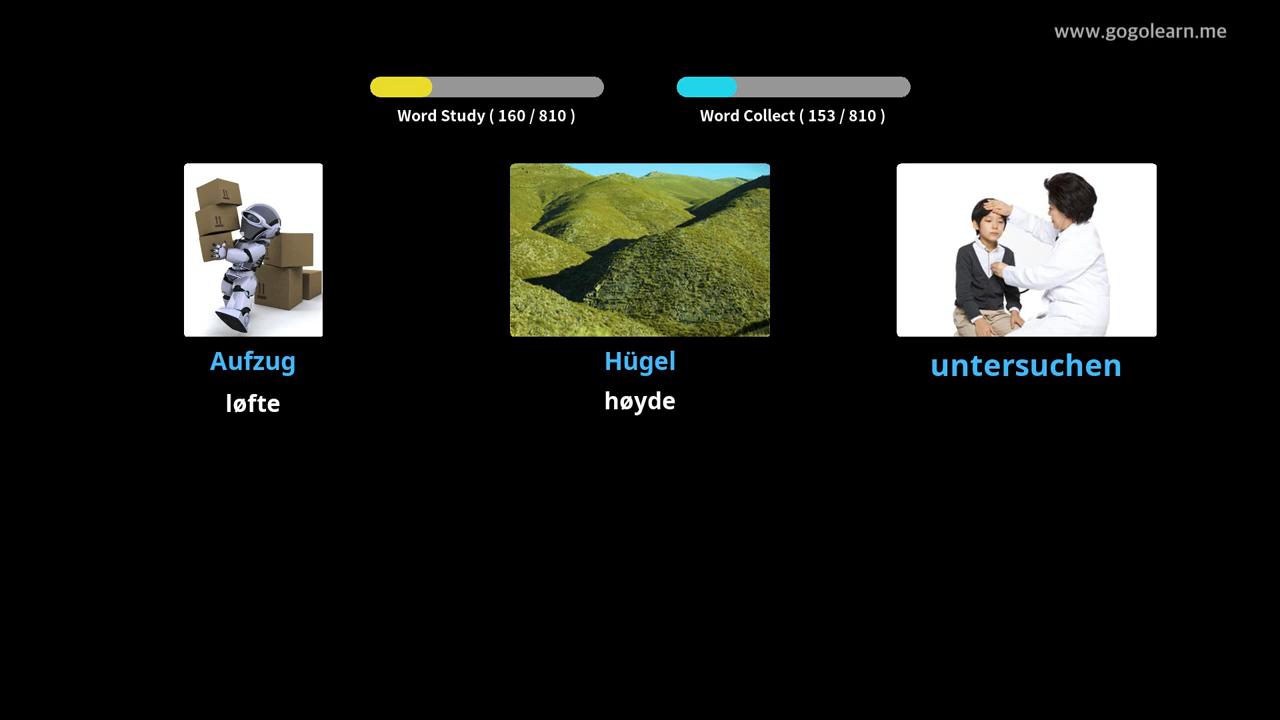 www.gogolearn.me
Word Study ( 160 / 810 )
Word Collect ( 153 / 810 )
Aufzug
løfte
Hügel
høyde
untersuchen